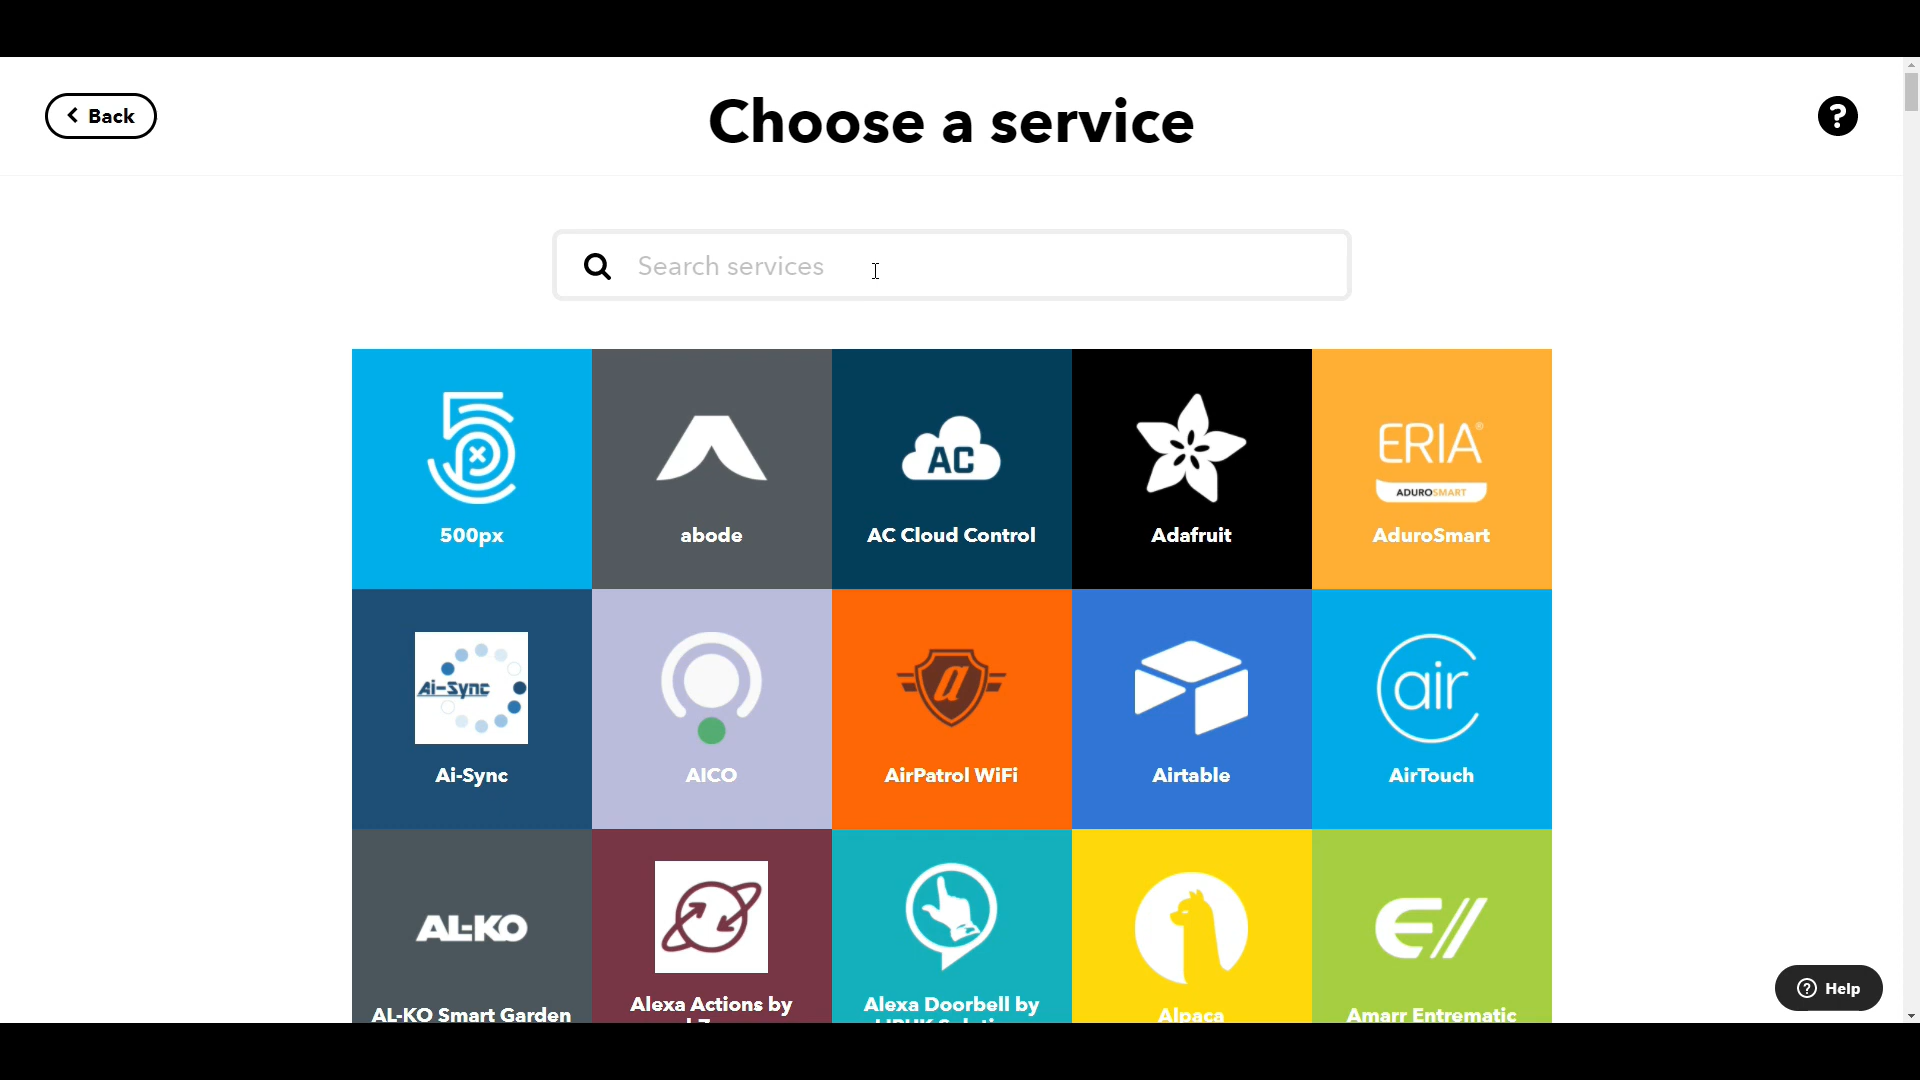 Back
Choose a service
?
Search services
500px
AC
abode
AC Cloud Control
Adafruit
ERIA®
ADUROSMART
AduroSmart
Ai-Sync
Ai-Sync
AICO
a
AirPatrol WiFi
Airtable
air
AirTouch
AL-KO
AL-KO Smart Garden
Alexa Actions by
Alexa Doorbell by
Alpaca
E//
Amarr Entrematic
? Help